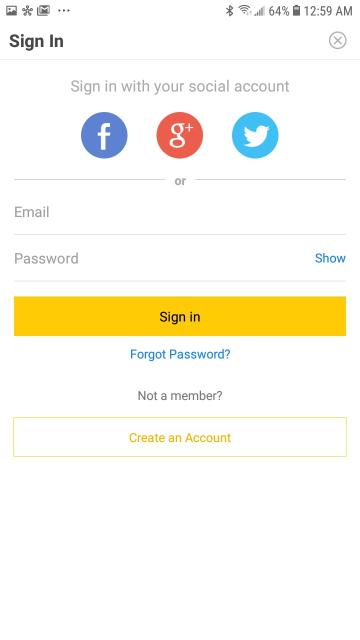 64% 12:59 AM
Sign In
Sign in with your social account
f g+
or
Email
Password Show
Sign in
Forgot Password?
Not a member?
Create an Account